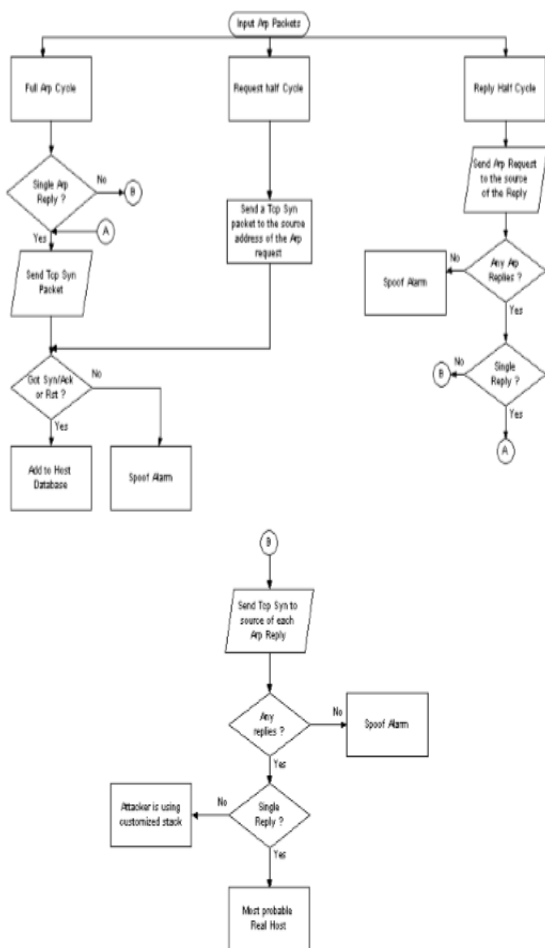 Input Arp Packets
Full Arp Cycle
Request half Cycle
Reply Half Cycle
Single Arp
Reply ?
No
B
A
Yes
Send Tcp Syn
Packet
Send a Tcp Syn
packet to the source
address of the Arp
request
Send Arp Request
to the source
of the Reply
Any Arp
Replies ?
No
Spoof Alarm
Yes
Single
Reply ?
No
B
Yes
A
Got Syn/Ack
or Rst ?
No
Yes
Add to Host
Database
Spoof Alarm
B
Send Tcp Syn to
source of each
Arp Reply
Any
replies ?
No
Spoof Alarm
Yes
Single
Reply ?
No
Attacker is using
customized stack
Yes
Most probable
Real Host